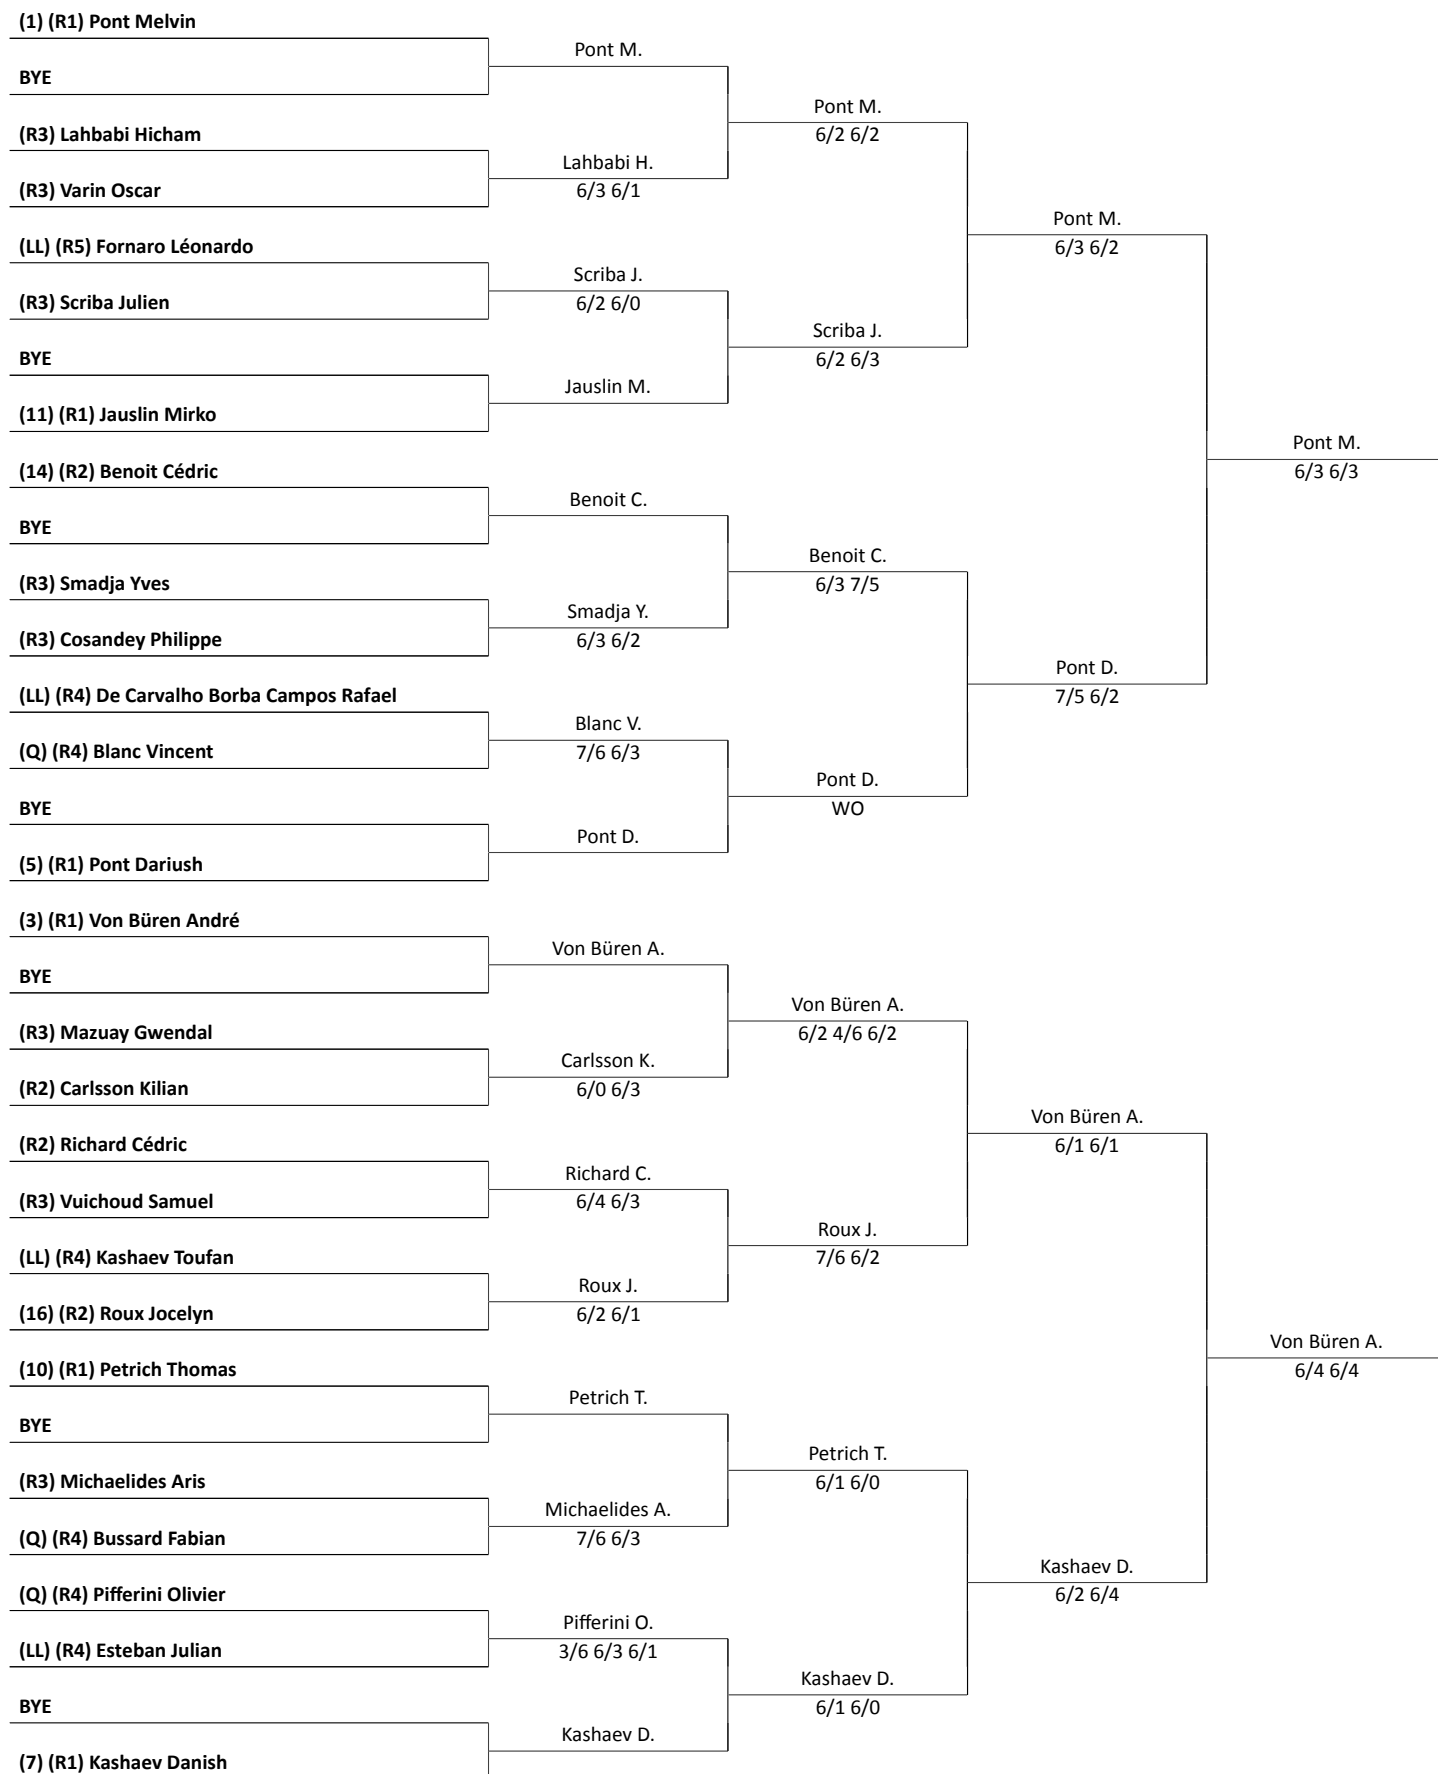 (1) (R1) Pont Melvin
Pont M.
BYE
Pont M.
6/2 6/2
(R3) Lahbabi Hicham
Lahbabi H.
6/3 6/1
(R3) Varin Oscar
Pont M.
6/3 6/2
(LL) (R5) Fornaro Léonardo
Scriba J.
6/2 6/0
(R3) Scriba Julien
Scriba J.
6/2 6/3
BYE
Jauslin M.
(11) (R1) Jauslin Mirko
Pont M.
6/3 6/3
(14) (R2) Benoit Cédric
Benoit C.
BYE
Benoit C.
6/3 7/5
(R3) Smadja Yves
Smadja Y.
6/3 6/2
(R3) Cosandey Philippe
Pont D.
7/5 6/2
(LL) (R4) De Carvalho Borba Campos Rafael
Blanc V.
7/6 6/3
(Q) (R4) Blanc Vincent
Pont D.
WO
BYE
Pont D.
(5) (R1) Pont Dariush
(3) (R1) Von Büren André
Von Büren A.
BYE
Von Büren A.
6/2 4/6 6/2
(R3) Mazuay Gwendal
Carlsson K.
6/0 6/3
(R2) Carlsson Kilian
Von Büren A.
6/1 6/1
(R2) Richard Cédric
Richard C.
6/4 6/3
(R3) Vuichoud Samuel
Roux J.
7/6 6/2
(LL) (R4) Kashaev Toufan
Roux J.
6/2 6/1
(16) (R2) Roux Jocelyn
Von Büren A.
6/4 6/4
(10) (R1) Petrich Thomas
Petrich T.
BYE
Petrich T.
6/1 6/0
(R3) Michaelides Aris
Michaelides A.
7/6 6/3
(Q) (R4) Bussard Fabian
Kashaev D.
6/2 6/4
(Q) (R4) Pifferini Olivier
Pifferini O.
3/6 6/3 6/1
(LL) (R4) Esteban Julian
Kashaev D.
6/1 6/0
BYE
Kashaev D.
(7) (R1) Kashaev Danish